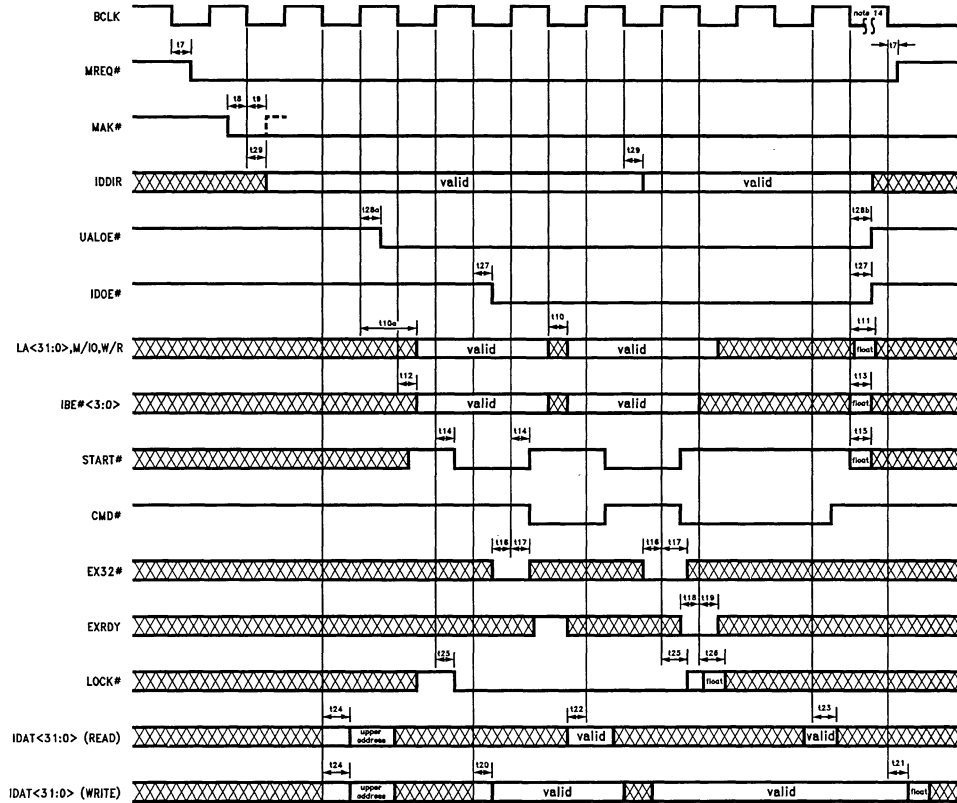 BCLK
note 14
t7
t7
MREQ#
t8 t9
MAK#
t29
t29
IDDIR
valid
valid
t28a
t28b
UALOE#
t27
t27
IDOE#
t10a
t10
t11
LA<31:0>,M/IO,W/R
valid
valid
float
t12
t13
IBE#<3:0>
valid
valid
float
t14
t14
t15
START#
float
CMD#
t16 t17
t16 t17
EX32#
t18 t19
EXRDY
t25
t25
t26
LOCK#
float
t24
t22
t23
IDAT<31:0> (READ)
upper
address
valid
valid
t24
t20
t21
IDAT<31:0> (WRITE)
upper
address
valid
valid
float